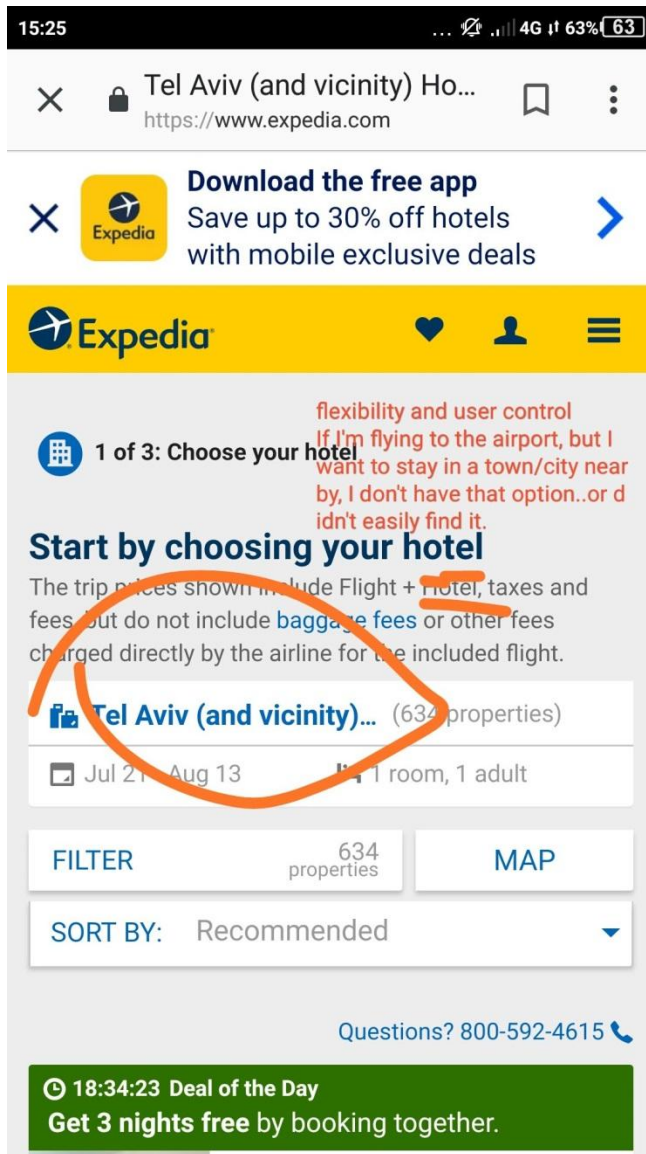 15:25 ... 4G 63% 63
Tel Aviv (and vicinity) Ho...
https://www.expedia.com
Download the free app
Expedia
Save up to 30% off hotels
with mobile exclusive deals
Expedia
flexibility and user control
1 of 3: Choose your hotel
If I'm flying to the airport, but I
want to stay in a town/city near
by, I don't have that option..or d
idn't easily find it.
Start by choosing your hotel
The trip prices shown include Flight + Hotel, taxes and
fees, but do not include baggage fees or other fees
charged directly by the airline for the included flight.
Tel Aviv (and vicinity)... (634 properties)
Jul 21 - Aug 13 1 room, 1 adult
FILTER 634 properties MAP
SORT BY: Recommended
Questions? 800-592-4615
18:34:23 Deal of the Day
Get 3 nights free by booking together.